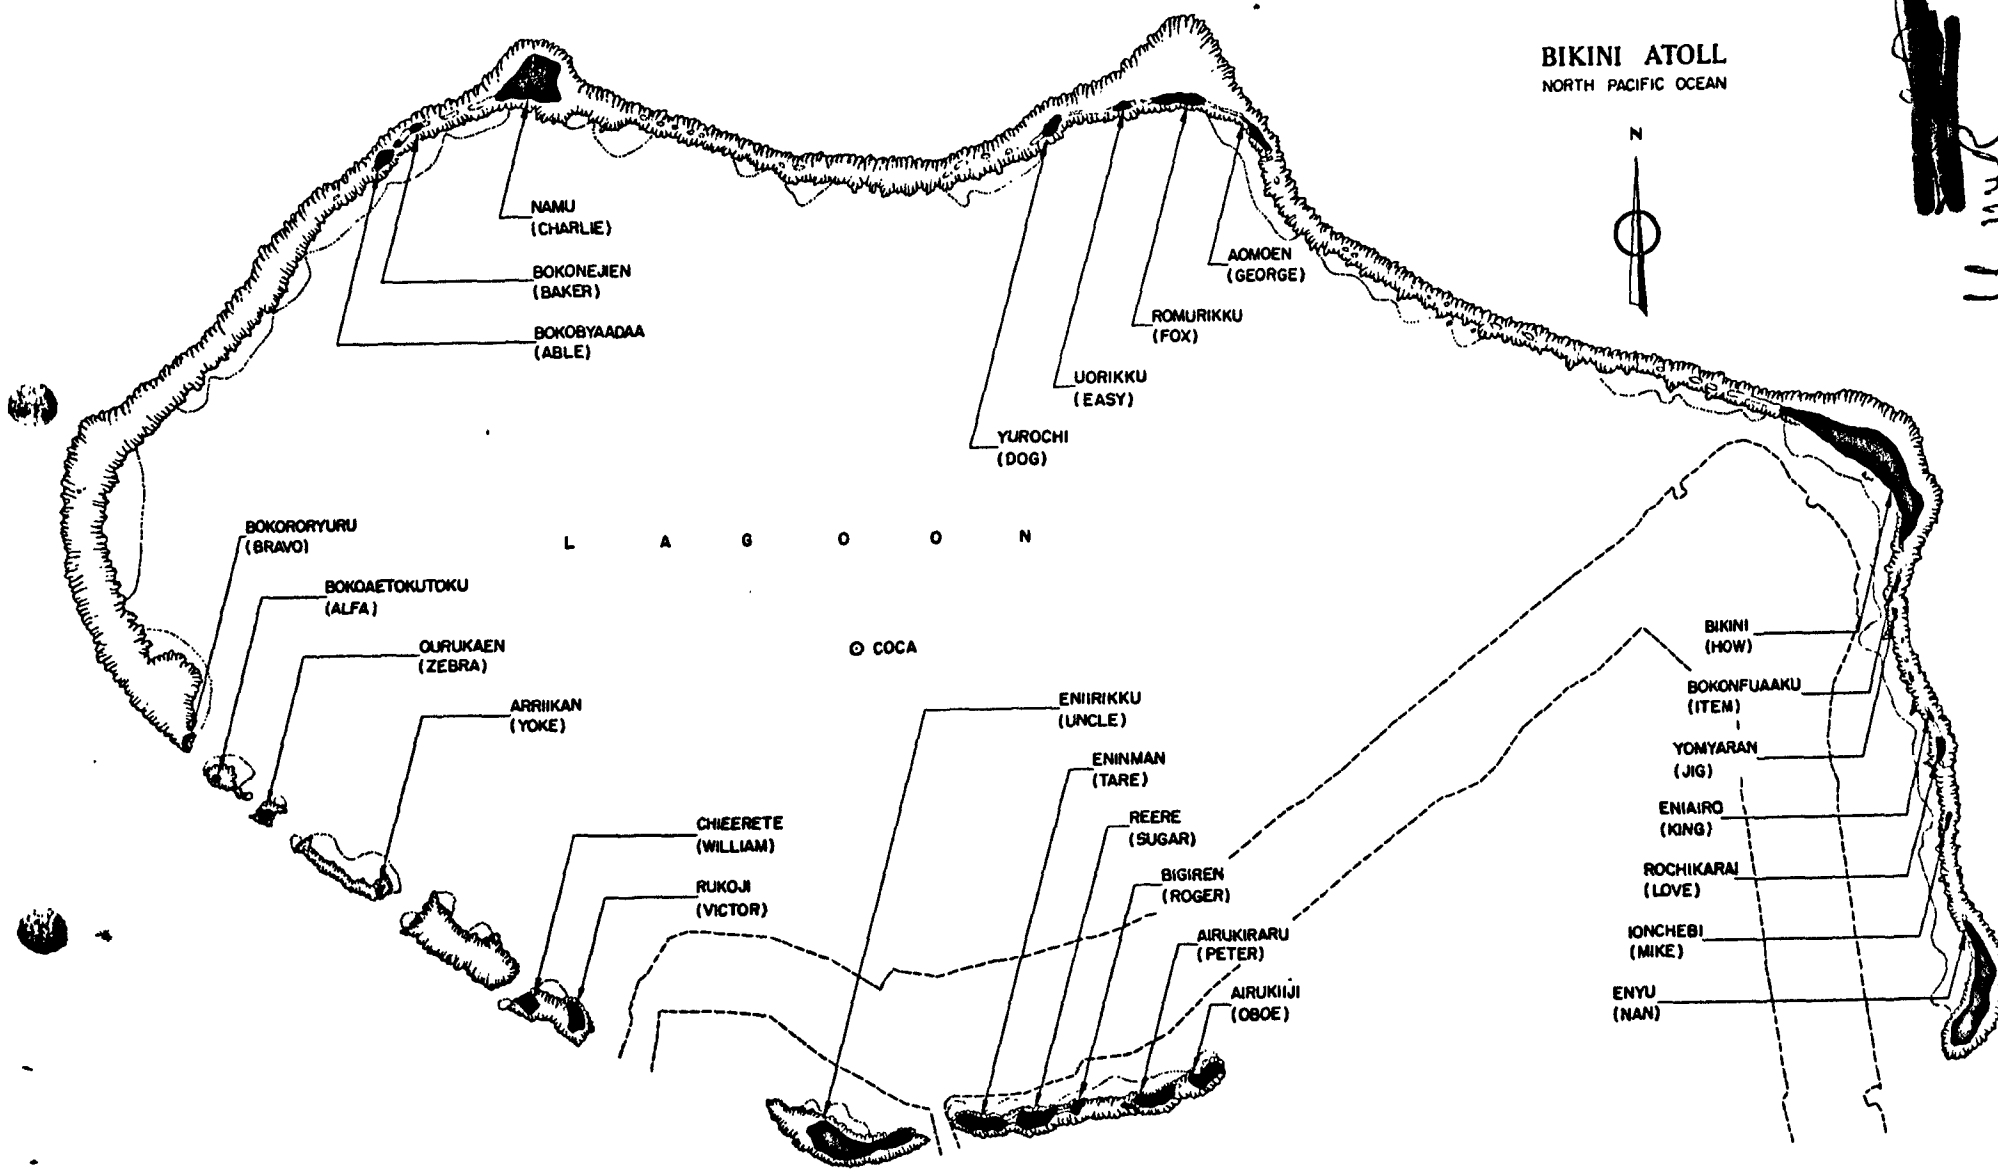 BIKINI ATOLL
NORTH PACIFIC OCEAN
N
NAMU
(CHARLIE)
BOKONEJIEN
(BAKER)
BOKOBYAADAA
(ABLE)
AOMOEN
(GEORGE)
ROMURIKKU
(FOX)
UORIKKU
(EASY)
YUROCHI
(DOG)
BOKORORYURU
(BRAVO)
BOKOAETOKUTOKU
(ALFA)
OURUKAEN
(ZEBRA)
ARRIIKAN
(YOKE)
LAGOON
COCA
CHIEERETE
(WILLIAM)
RUKOJI
(VICTOR)
ENIIRIKKU
(UNCLE)
ENINMAN
(TARE)
REERE
(SUGAR)
BIGIREN
(ROGER)
AIRUKIRARU
(PETER)
AIRUKIIJI
(OBOE)
BIKINI
(HOW)
BOKONFUAAKU
(ITEM)
YOMYARAN
(JIG)
ENIAIRO
(KING)
ROCHIKARAI
(LOVE)
IONCHEBI
(MIKE)
ENYU
(NAN)